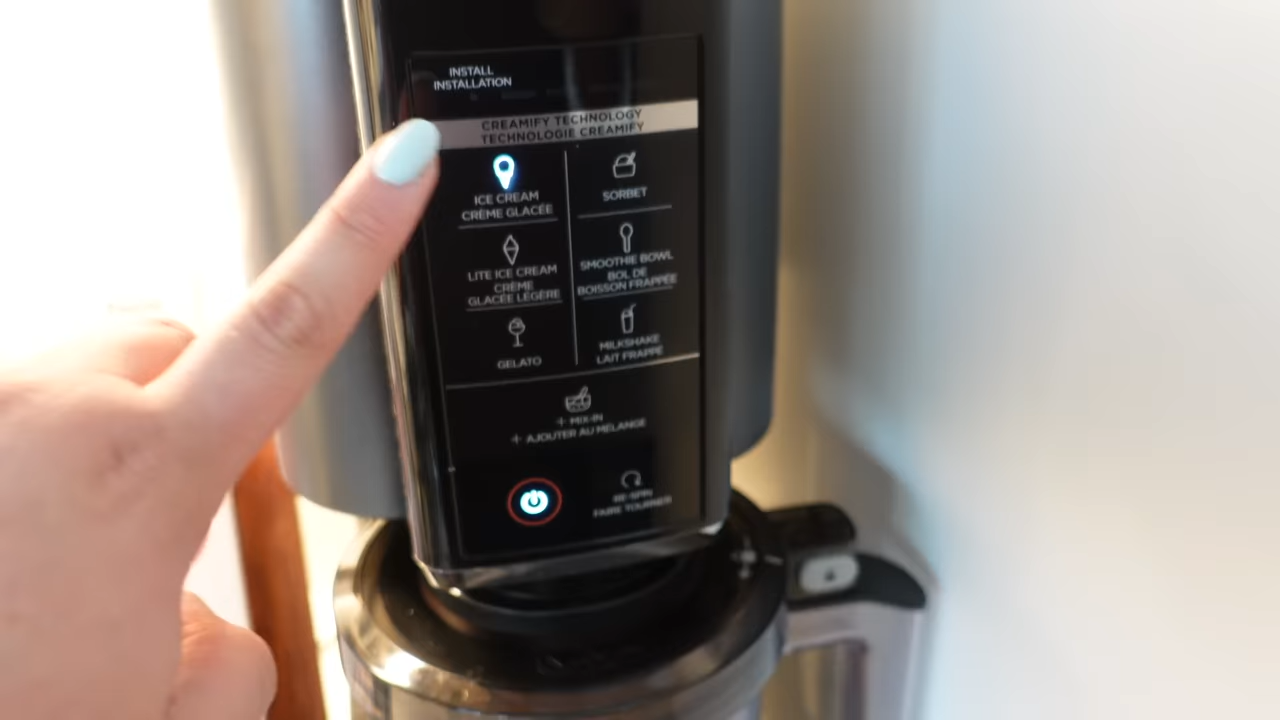 INSTALL
INSTALLATION
CREAMIFY TECHNOLOGY
TECHNOLOGIE CREAMIFY
ICE CREAM
CRÈME GLACÉE
SORBET
LITE ICE CREAM
CRÈME
GLACÉE LÉGÈRE
SMOOTHIE BOWL
BOL DE
BOISSON FRAPPÉE
GELATO
MILKSHAKE
LAIT FRAPPÉ
+ MIX-IN
+ AJOUTER AU MÉLANGE
RE-SPIN
FAIRE TOURNER